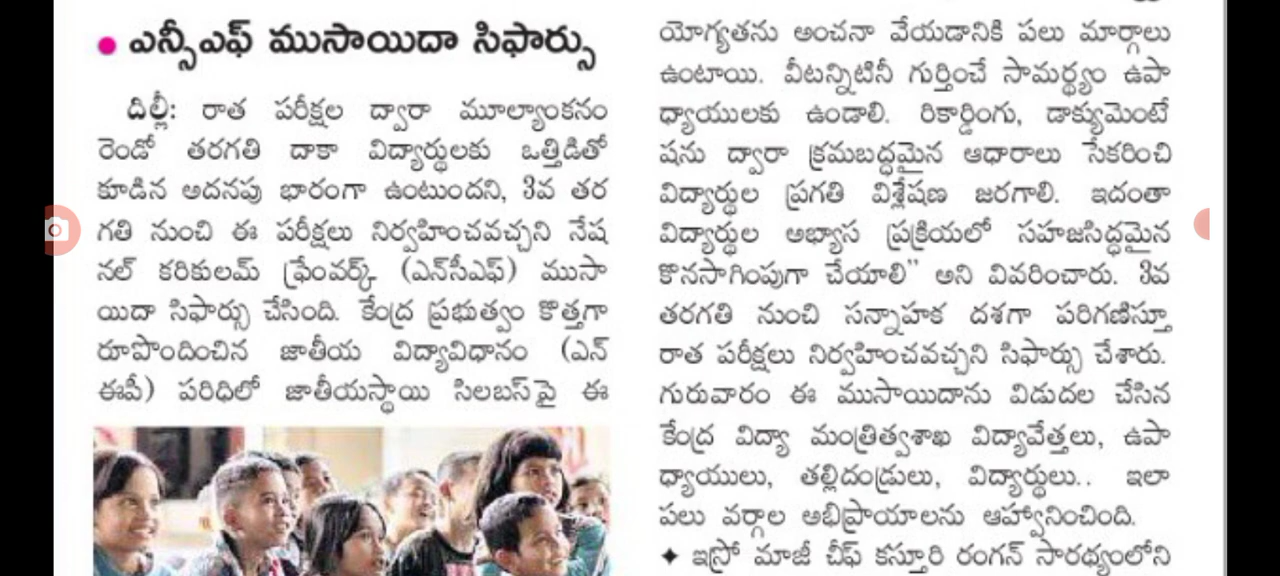 ఎన్సీఎఫ్ ముసాయిదా సిఫార్సు
దిల్లీ: రాత పరీక్షల ద్వారా మూల్యాంకనం
రెండో తరగతి దాకా విద్యార్థులకు ఒత్తిడితో
కూడిన అదనపు భారంగా ఉంటుందని, 3వ తర
గతి నుంచి ఈ పరీక్షలు నిర్వహించవచ్చని నేష
నల్ కరికులమ్ ఫ్రేంవర్క్ (ఎన్‌సీఎఫ్) ముసా
యిదా సిఫార్సు చేసింది. కేంద్ర ప్రభుత్వం కొత్తగా
రూపొందించిన జాతీయ విద్యావిధానం (ఎన్
ఈపీ) పరిధిలో జాతీయస్థాయి సిలబస్‌పై ఈ
యోగ్యతను అంచనా వేయడానికి పలు మార్గాలు
ఉంటాయి. వీటన్నిటినీ గుర్తించే సామర్థ్యం ఉపా
ధ్యాయులకు ఉండాలి. రికార్డింగు, డాక్యుమెంటే
షను ద్వారా క్రమబద్ధమైన ఆధారాలు సేకరించి
విద్యార్థుల ప్రగతి విశ్లేషణ జరగాలి. ఇదంతా
విద్యార్థుల అభ్యాస ప్రక్రియలో సహజసిద్ధమైన
కొనసాగింపుగా చేయాలి’’ అని వివరించారు. 3వ
తరగతి నుంచి సన్నాహక దశగా పరిగణిస్తూ
రాత పరీక్షలు నిర్వహించవచ్చని సిఫార్సు చేశారు.
గురువారం ఈ ముసాయిదాను విడుదల చేసిన
కేంద్ర విద్యా మంత్రిత్వశాఖ విద్యావేత్తలు, ఉపా
ధ్యాయులు, తల్లిదండ్రులు, విద్యార్థులు.. ఇలా
పలు వర్గాల అభిప్రాయాలను ఆహ్వానించింది.
✦ ఇస్రో మాజీ చీఫ్ కస్తూరి రంగన్ సారథ్యంలోని